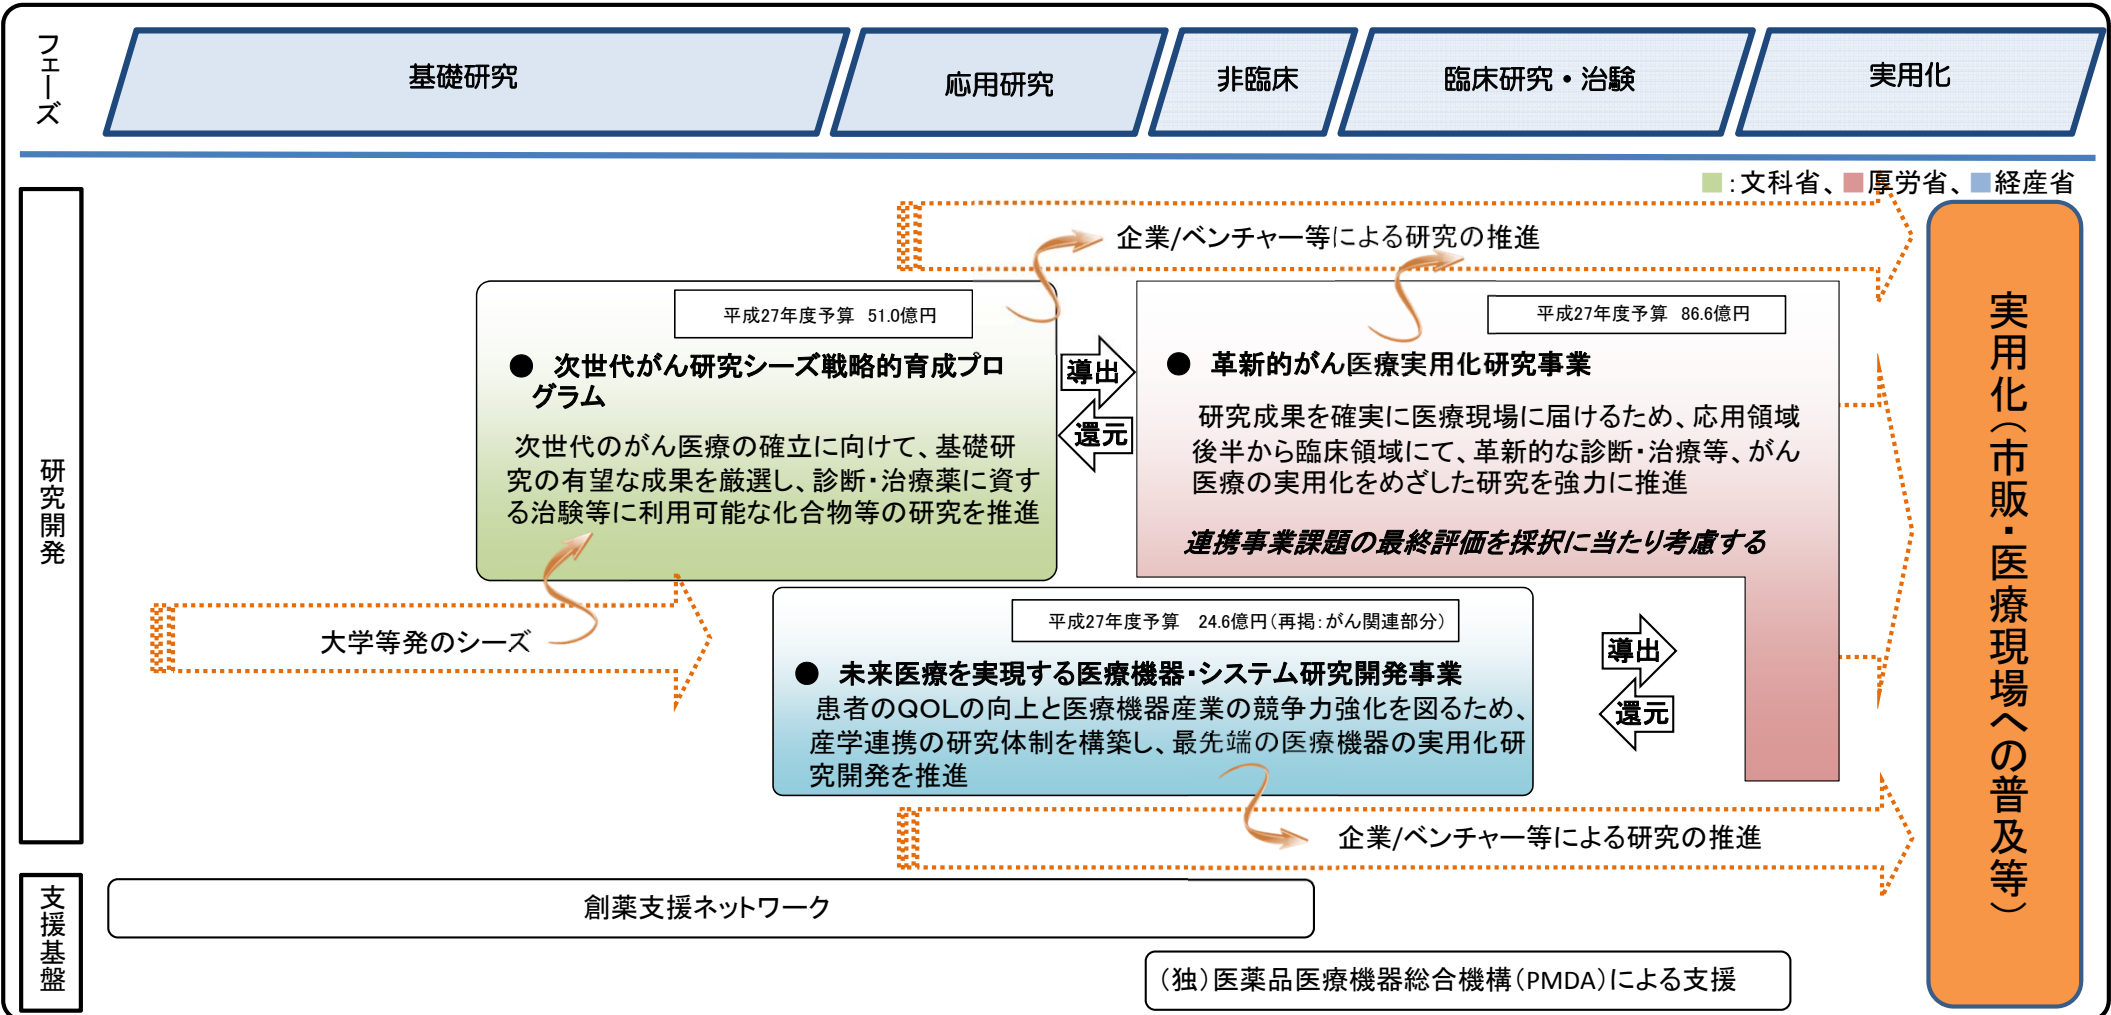 フェーズ
基礎研究
応用研究
非臨床
臨床研究・治験
実用化
:文科省、厚労省、経産省
研究開発
企業/ベンチャー等による研究の推進
平成27年度予算 51.0億円
● 次世代がん研究シーズ戦略的育成プロ
グラム
次世代のがん医療の確立に向けて、基礎研
究の有望な成果を厳選し、診断・治療薬に資す
る治験等に利用可能な化合物等の研究を推進
導出
還元
平成27年度予算 86.6億円
● 革新的がん医療実用化研究事業
研究成果を確実に医療現場に届けるため、応用領域
後半から臨床領域にて、革新的な診断・治療等、がん
医療の実用化をめざした研究を強力に推進
連携事業課題の最終評価を採択に当たり考慮する
大学等発のシーズ
平成27年度予算 24.6億円(再掲:がん関連部分)
● 未来医療を実現する医療機器・システム研究開発事業
患者のQOLの向上と医療機器産業の競争力強化を図るため、
産学連携の研究体制を構築し、最先端の医療機器の実用化研
究開発を推進
導出
還元
企業/ベンチャー等による研究の推進
実用化(市販・医療現場への普及等)
支援基盤
創薬支援ネットワーク
(独)医薬品医療機器総合機構(PMDA)による支援